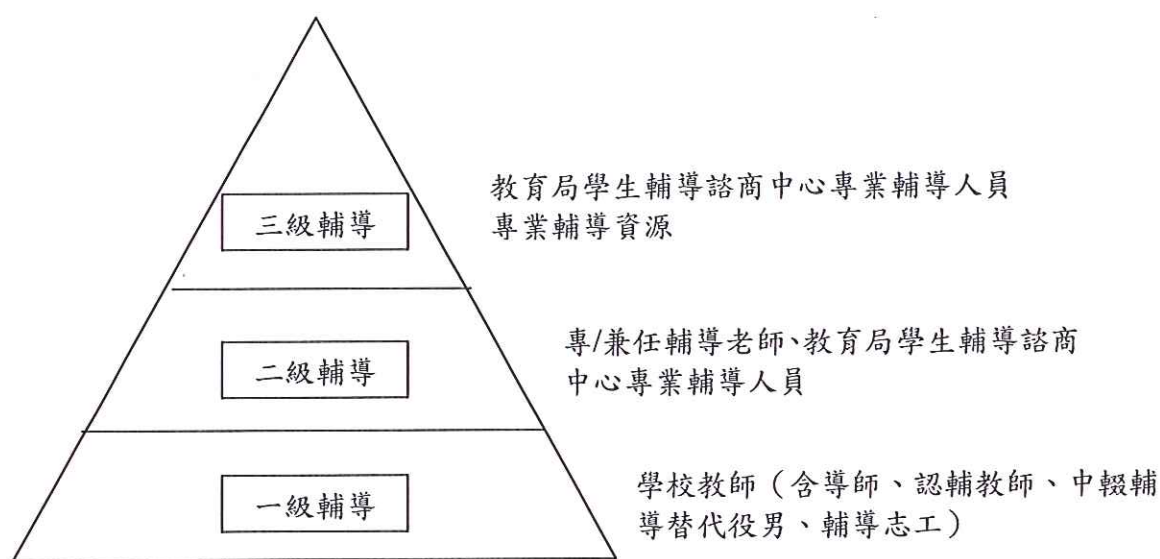 三級輔導
教育局學生輔導諮商中心專業輔導人員
專業輔導資源
二級輔導
專/兼任輔導老師、教育局學生輔導諮商
中心專業輔導人員
一級輔導
學校教師（含導師、認輔教師、中輟輔
導替代役男、輔導志工）